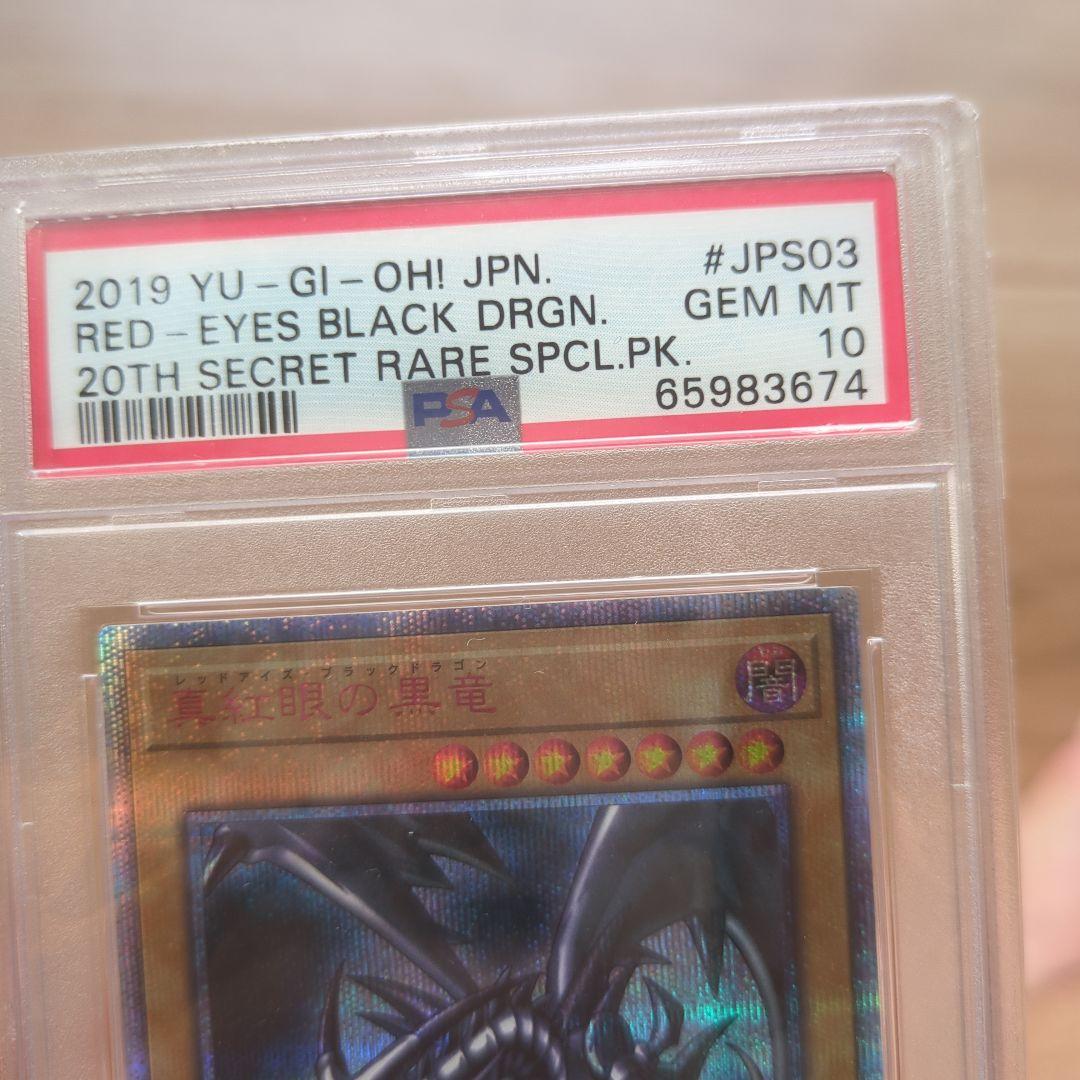 2019 YU-GI-OH! JPN. #JPS03
RED-EYES BLACK DRGN. GEM MT
20TH SECRET RARE SPCL.PK. 10
PSA 65983674
レッドアイズ・ブラックドラゴン
真紅眼の黒竜 闇